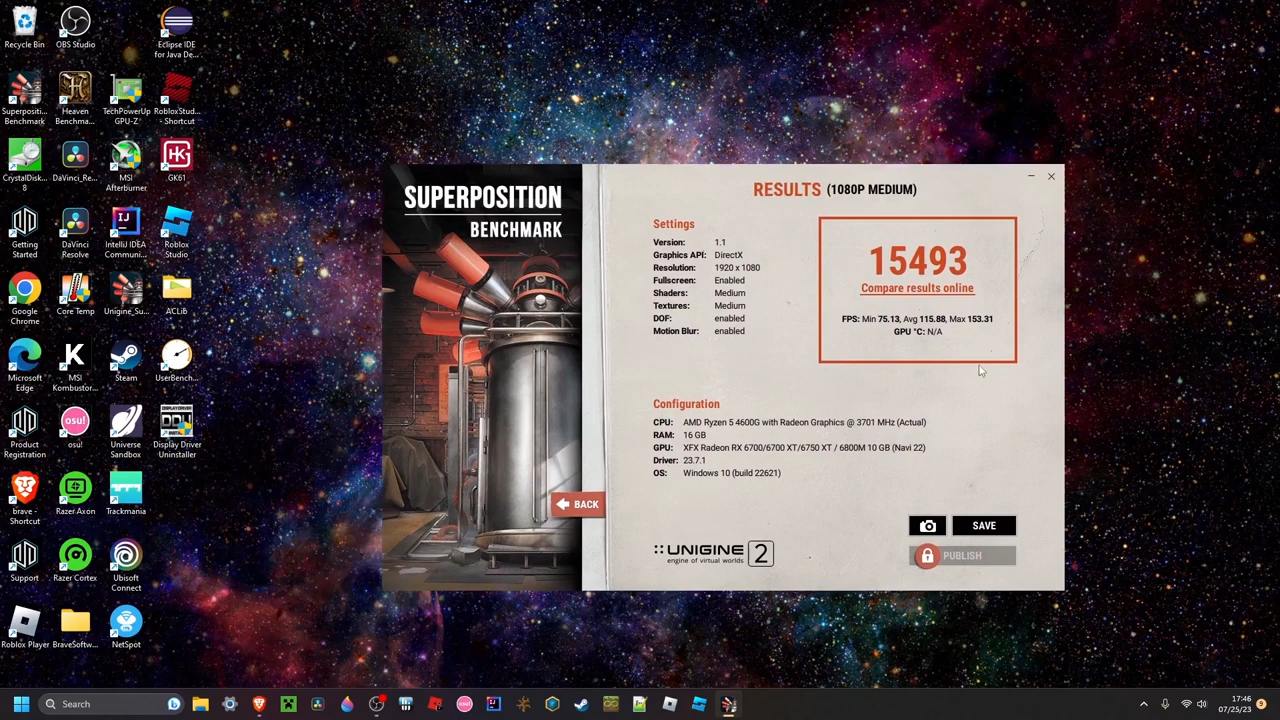 Recycle Bin
OBS Studio
Eclipse IDE
for Java De...
Superpositi...
Benchmark
Heaven
Benchma...
TechPowerUp
GPU-Z
RobloxStud...
- Shortcut
CrystalDisk...
8
DaVinci_Re...
MSI
Afterburner
HK
GK61
Getting
Started
DaVinci
Resolve
IJ
IntelliJ IDEA
Communi...
Roblox
Studio
Google
Chrome
Core Temp
Unigine_Su...
ACLib
Microsoft
Edge
K
MSI
Kombustor...
Steam
UserBench...
Product
Registration
osu!
osu!
Universe
Sandbox
DISPLAY DRIVER
DDU
Display Driver
Uninstaller
brave -
Shortcut
Razer Axon
Trackmania
Support
Razer Cortex
Ubisoft
Connect
Roblox Player
BraveSoftw...
NetSpot
SUPERPOSITION
BENCHMARK
RESULTS (1080P MEDIUM)
Settings
Version: 1.1
Graphics API: DirectX
Resolution: 1920 x 1080
Fullscreen: Enabled
Shaders: Medium
Textures: Medium
DOF: enabled
Motion Blur: enabled
15493
Compare results online
FPS: Min 75.13, Avg 115.88, Max 153.31
GPU °C: N/A
Configuration
CPU: AMD Ryzen 5 4600G with Radeon Graphics @ 3701 MHz (Actual)
RAM: 16 GB
GPU: XFX Radeon RX 6700/6700 XT/6750 XT / 6800M 10 GB (Navi 22)
Driver: 23.7.1
OS: Windows 10 (build 22621)
BACK
SAVE
PUBLISH
UNIGINE 2
engine of virtual worlds
Search
17:46
07/25/23
9